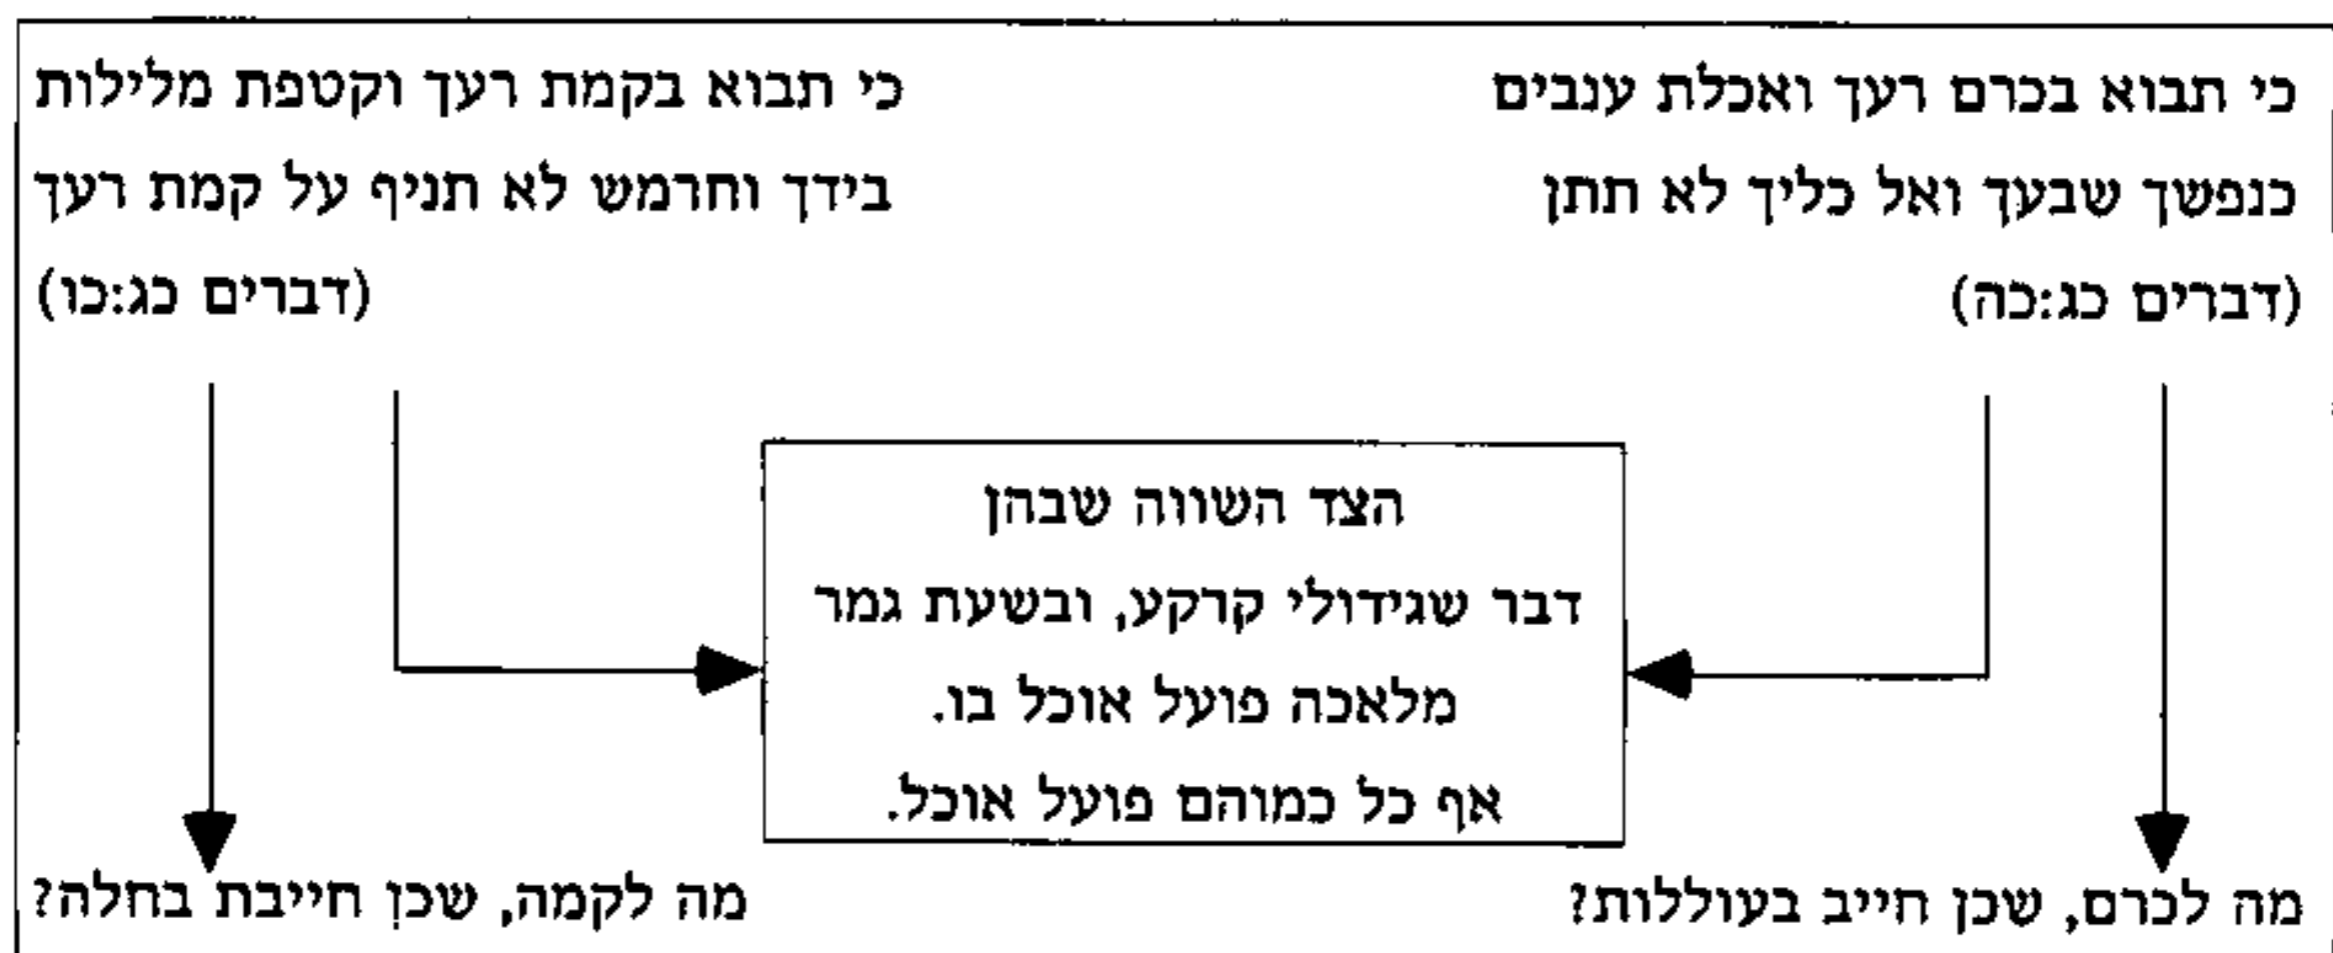 כי תבוא בכרם רעך ואכלת ענבים
כנפשך שבעך ואל כליך לא תתן
(דברים כג:כה)
כי תבוא בקמת רעך וקטפת מלילות
בידך וחרמש לא תניף על קמת רעך
(דברים כג:כו)
הצד השווה שבהן
דבר שגידולי קרקע, ובשעת גמר
מלאכה פועל אוכל בו.
אף כל כמוהם פועל אוכל.
מה לכרם, שכן חייב בעוללות?
מה לקמה, שכן חייבת בחלה?